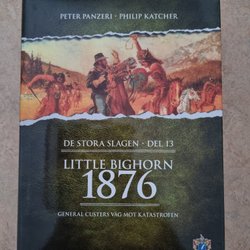 PETER PANZERI • PHILIP KATCHER
DE STORA SLAGEN • DEL 13
LITTLE BIGHORN
1876
GENERAL CUSTERS VÄG MOT KATASTROFEN